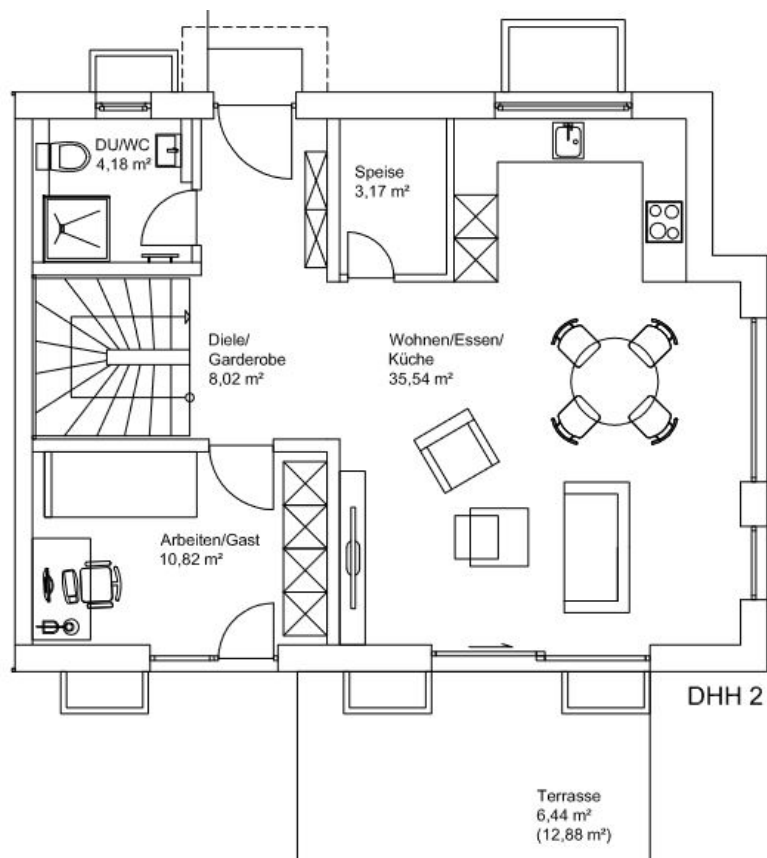 DU/WC
4,18 m²
Speise
3,17 m²
Diele/
Garderobe
8,02 m²
Wohnen/Essen/
Küche
35,54 m²
Arbeiten/Gast
10,82 m²
DHH 2
Terrasse
6,44 m²
(12,88 m²)